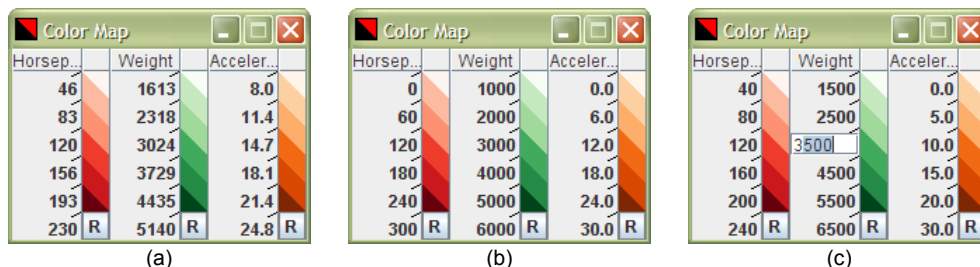 Color Map
Horsep... Weight Acceler...
46 1613 8.0
83 2318 11.4
120 3024 14.7
156 3729 18.1
193 4435 21.4
230 R 5140 R 24.8 R
(a)
Color Map
Horsep... Weight Acceler...
0 1000 0.0
60 2000 6.0
120 3000 12.0
180 4000 18.0
240 5000 24.0
300 R 6000 R 30.0 R
(b)
Color Map
Horsep... Weight Acceler...
40 1500 0.0
80 2500 5.0
120 3500 10.0
160 4500 15.0
200 5500 20.0
240 R 6500 R 30.0 R
(c)